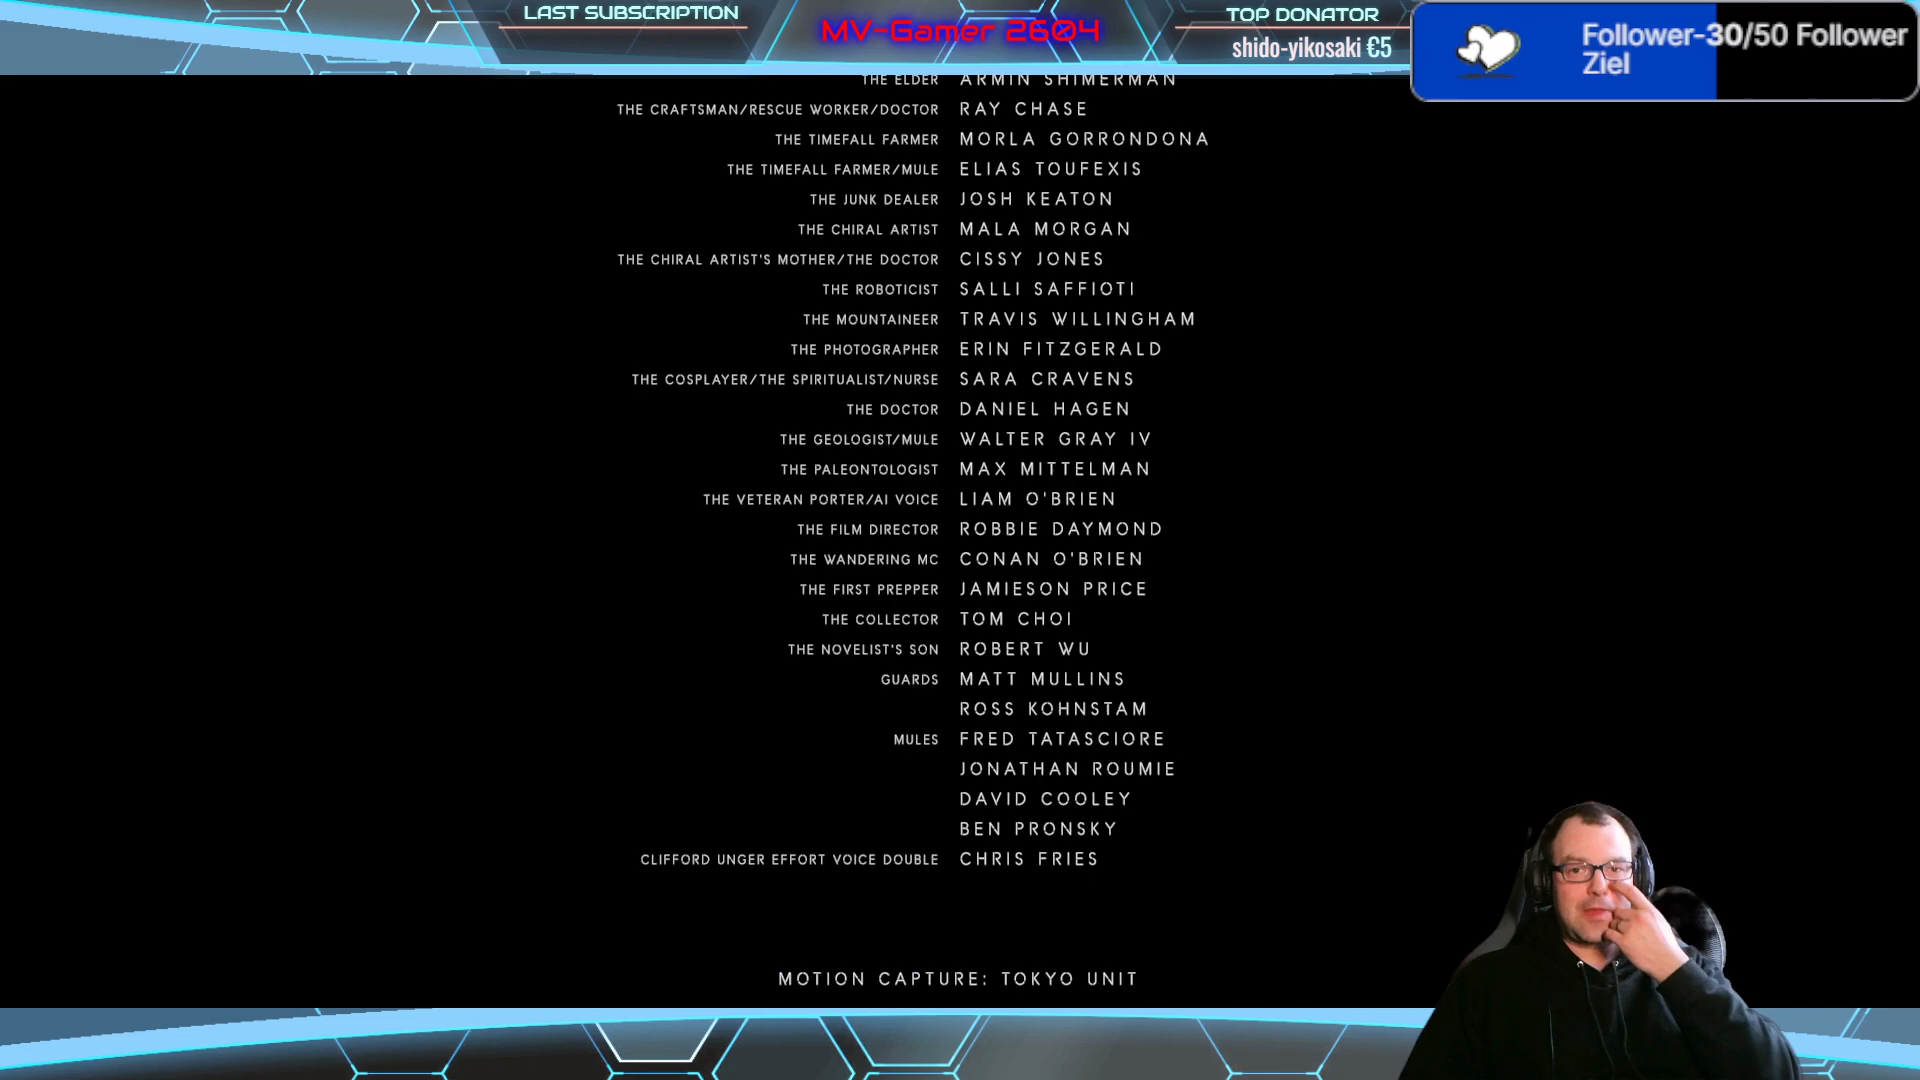 LAST SUBSCRIPTION
MV-Gamer 2604
TOP DONATOR
shido-yikosaki €5
Follower-30/50 Follower
Ziel
THE ELDER ARMIN SHIMERMAN
THE CRAFTSMAN/RESCUE WORKER/DOCTOR RAY CHASE
THE TIMEFALL FARMER MORLA GORRONDONA
THE TIMEFALL FARMER/MULE ELIAS TOUFEXIS
THE JUNK DEALER JOSH KEATON
THE CHIRAL ARTIST MALA MORGAN
THE CHIRAL ARTIST'S MOTHER/THE DOCTOR CISSY JONES
THE ROBOTICIST SALLI SAFFIOTI
THE MOUNTAINEER TRAVIS WILLINGHAM
THE PHOTOGRAPHER ERIN FITZGERALD
THE COSPLAYER/THE SPIRITUALIST/NURSE SARA CRAVENS
THE DOCTOR DANIEL HAGEN
THE GEOLOGIST/MULE WALTER GRAY IV
THE PALEONTOLOGIST MAX MITTELMAN
THE VETERAN PORTER/AI VOICE LIAM O'BRIEN
THE FILM DIRECTOR ROBBIE DAYMOND
THE WANDERING MC CONAN O'BRIEN
THE FIRST PREPPER JAMIESON PRICE
THE COLLECTOR TOM CHOI
THE NOVELIST'S SON ROBERT WU
GUARDS MATT MULLINS
ROSS KOHNSTAM
MULES FRED TATASCIORE
JONATHAN ROUMIE
DAVID COOLEY
BEN PRONSKY
CLIFFORD UNGER EFFORT VOICE DOUBLE CHRIS FRIES
MOTION CAPTURE: TOKYO UNIT